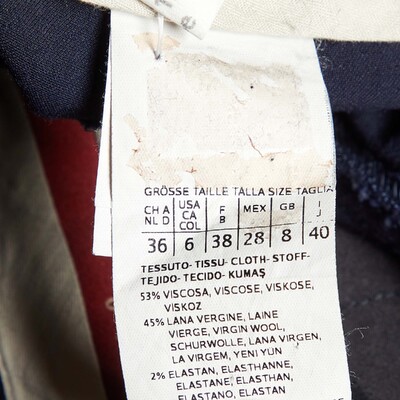 GRÖSSE TAILLE TALLA SIZE TAGLIA
CH A USA F MEX GB I
NL D CA B J
COL
36 6 38 28 8 40
TESSUTO- TISSU- CLOTH- STOFF-
TEJIDO- TECIDO- KUMAŞ
53% VISCOSA, VISCOSE, VISKOSE,
VISKOZ
45% LANA VERGINE, LAINE
VIERGE, VIRGIN WOOL,
SCHURWOLLE, LANA VIRGEN,
LA VIRGEM, YENI YUN
2% ELASTAN, ELASTHANNE,
ELASTANE, ELASTHAN,
ELASTANO, ELASTAN